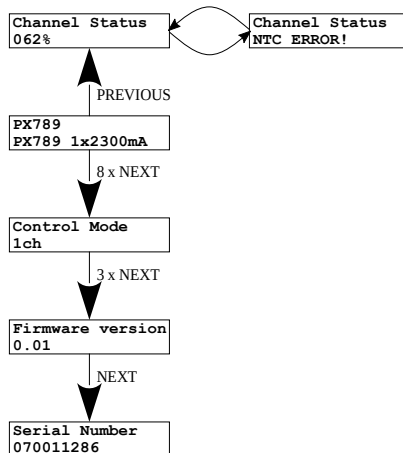 Channel Status
062%
Channel Status
NTC ERROR!
PREVIOUS
PX789
PX789 1x2300mA
8 x NEXT
Control Mode
1ch
3 x NEXT
Firmware version
0.01
NEXT
Serial Number
070011286